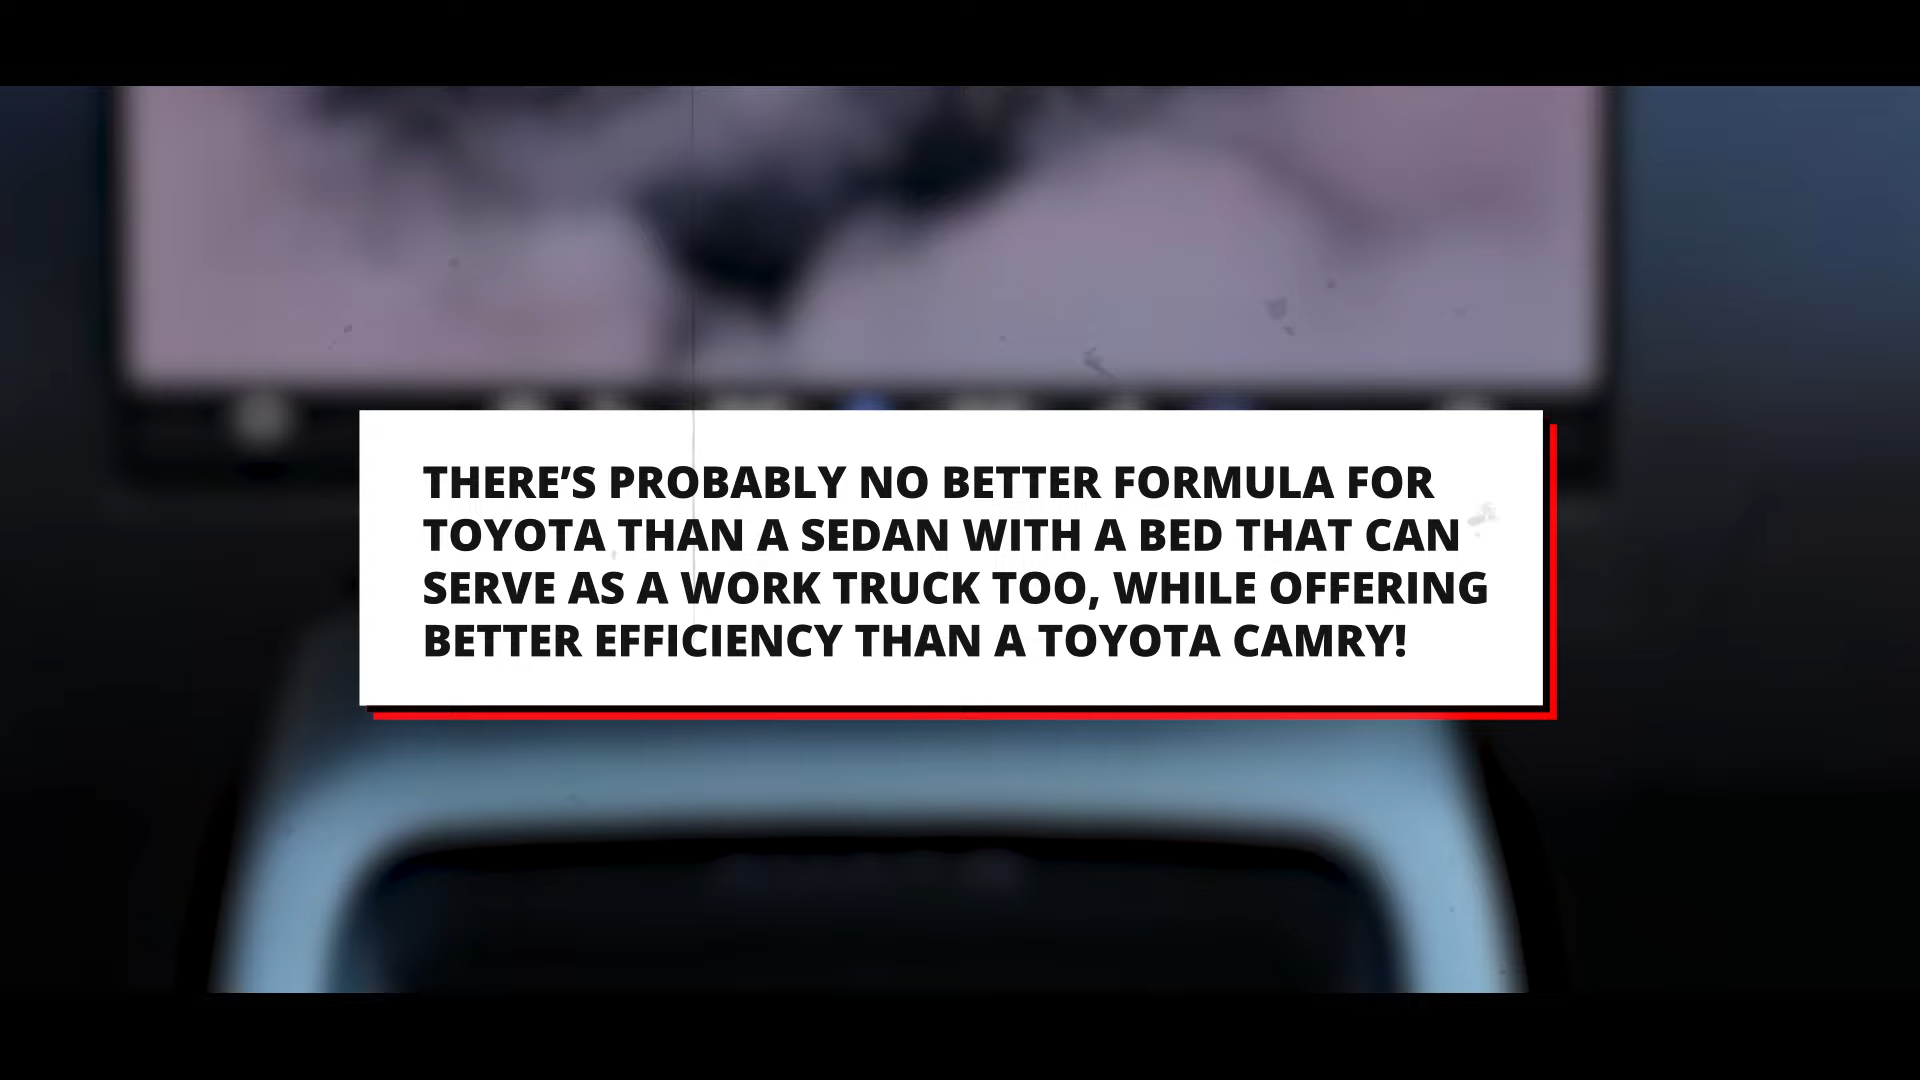 THERE’S PROBABLY NO BETTER FORMULA FOR
TOYOTA THAN A SEDAN WITH A BED THAT CAN
SERVE AS A WORK TRUCK TOO, WHILE OFFERING
BETTER EFFICIENCY THAN A TOYOTA CAMRY!